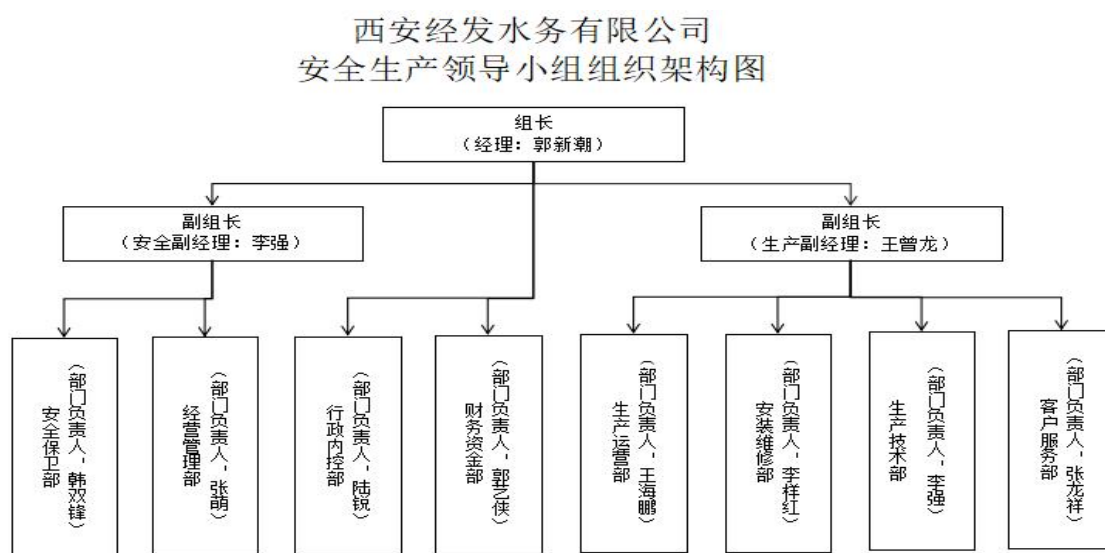 西安经发水务有限公司
安全生产领导小组组织架构图
组长
（经理：郭新潮）
副组长
（安全副经理：李强）
副组长
（生产副经理：王曾龙）
安全保卫部
（部门负责人，韩双锋）
经营管理部
（部门负责人，张萌）
行政内控部
（部门负责人，陆锐）
财务资金部
（部门负责人，郭艺侠）
生产运营部
（部门负责人，王海鹏）
安装维修部
（部门负责人，李样红）
生产技术部
（部门负责人，李强）
客户服务部
（部门负责人，张龙祥）